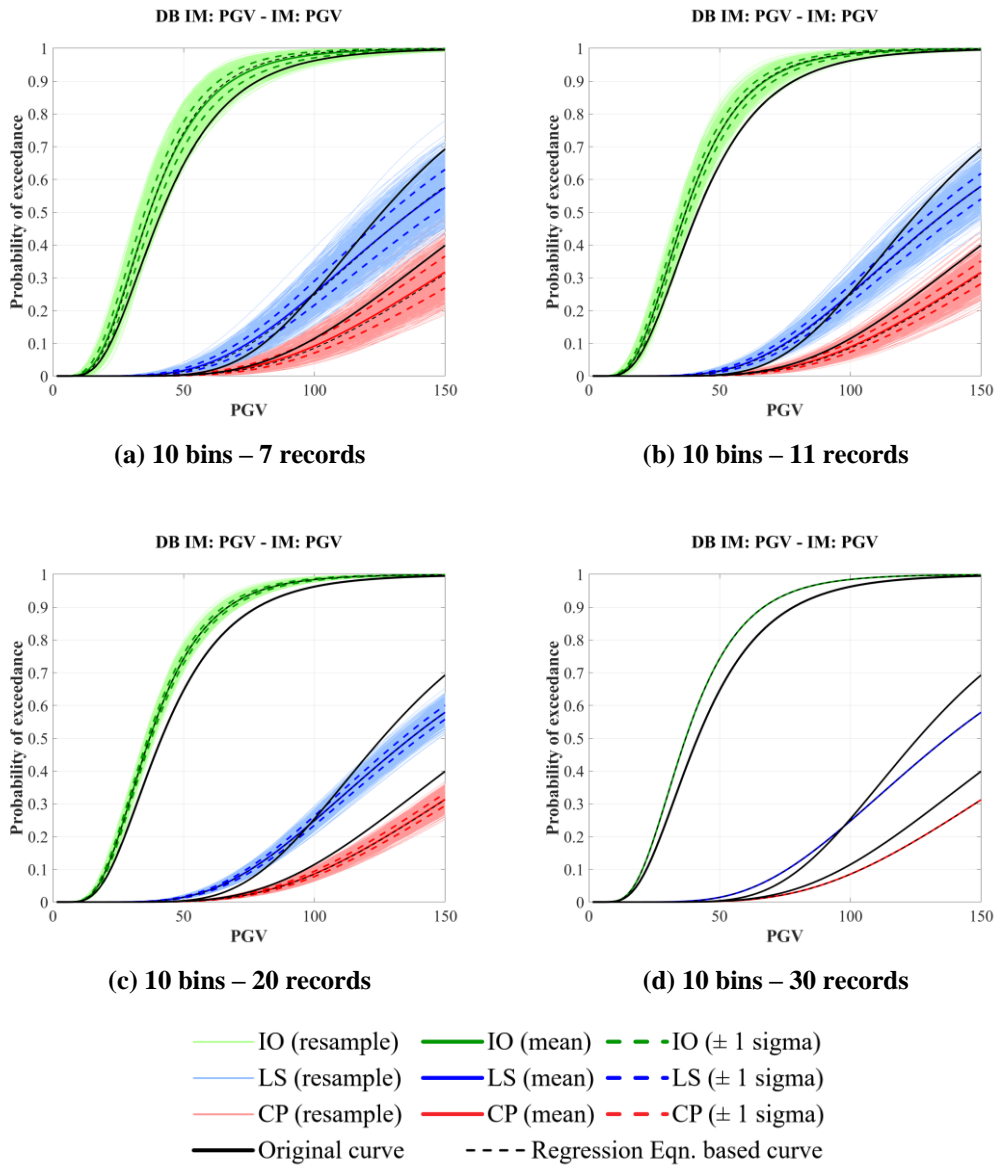 DB IM: PGV - IM: PGV
1
0.9
0.8
0.7
0.6
0.5
0.4
0.3
0.2
0.1
0
Probability of exceedance
0 50 100 150
PGV
(a) 10 bins – 7 records
DB IM: PGV - IM: PGV
1
0.9
0.8
0.7
0.6
0.5
0.4
0.3
0.2
0.1
0
Probability of exceedance
0 50 100 150
PGV
(b) 10 bins – 11 records
DB IM: PGV - IM: PGV
1
0.9
0.8
0.7
0.6
0.5
0.4
0.3
0.2
0.1
0
Probability of exceedance
0 50 100 150
PGV
(c) 10 bins – 20 records
DB IM: PGV - IM: PGV
1
0.9
0.8
0.7
0.6
0.5
0.4
0.3
0.2
0.1
0
Probability of exceedance
0 50 100 150
PGV
(d) 10 bins – 30 records
IO (resample) IO (mean) IO (± 1 sigma)
LS (resample) LS (mean) LS (± 1 sigma)
CP (resample) CP (mean) CP (± 1 sigma)
Original curve Regression Eqn. based curve